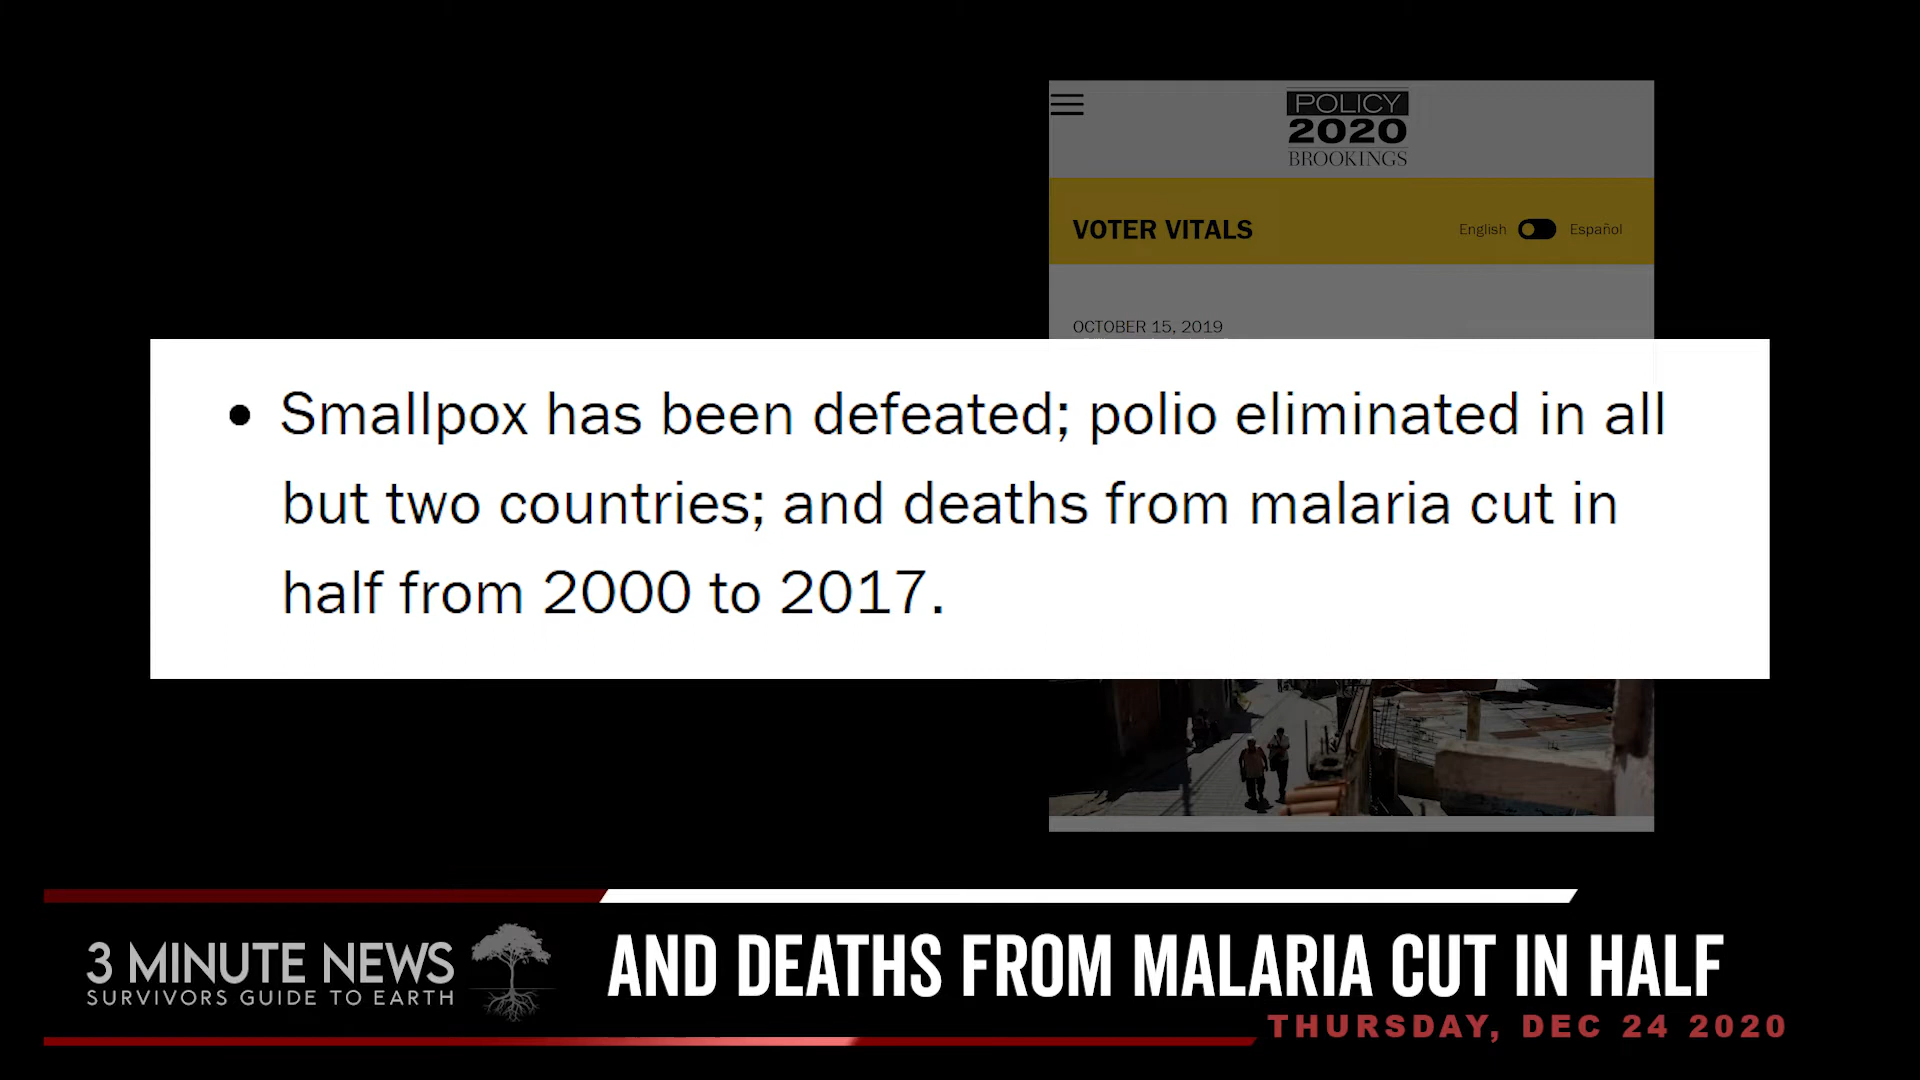 POLICY
2020
BROOKINGS
VOTER VITALS
English
Español
OCTOBER 15, 2019
• Smallpox has been defeated; polio eliminated in all
but two countries; and deaths from malaria cut in
half from 2000 to 2017.
3 MINUTE NEWS
SURVIVORS GUIDE TO EARTH
AND DEATHS FROM MALARIA CUT IN HALF
THURSDAY, DEC 24 2020